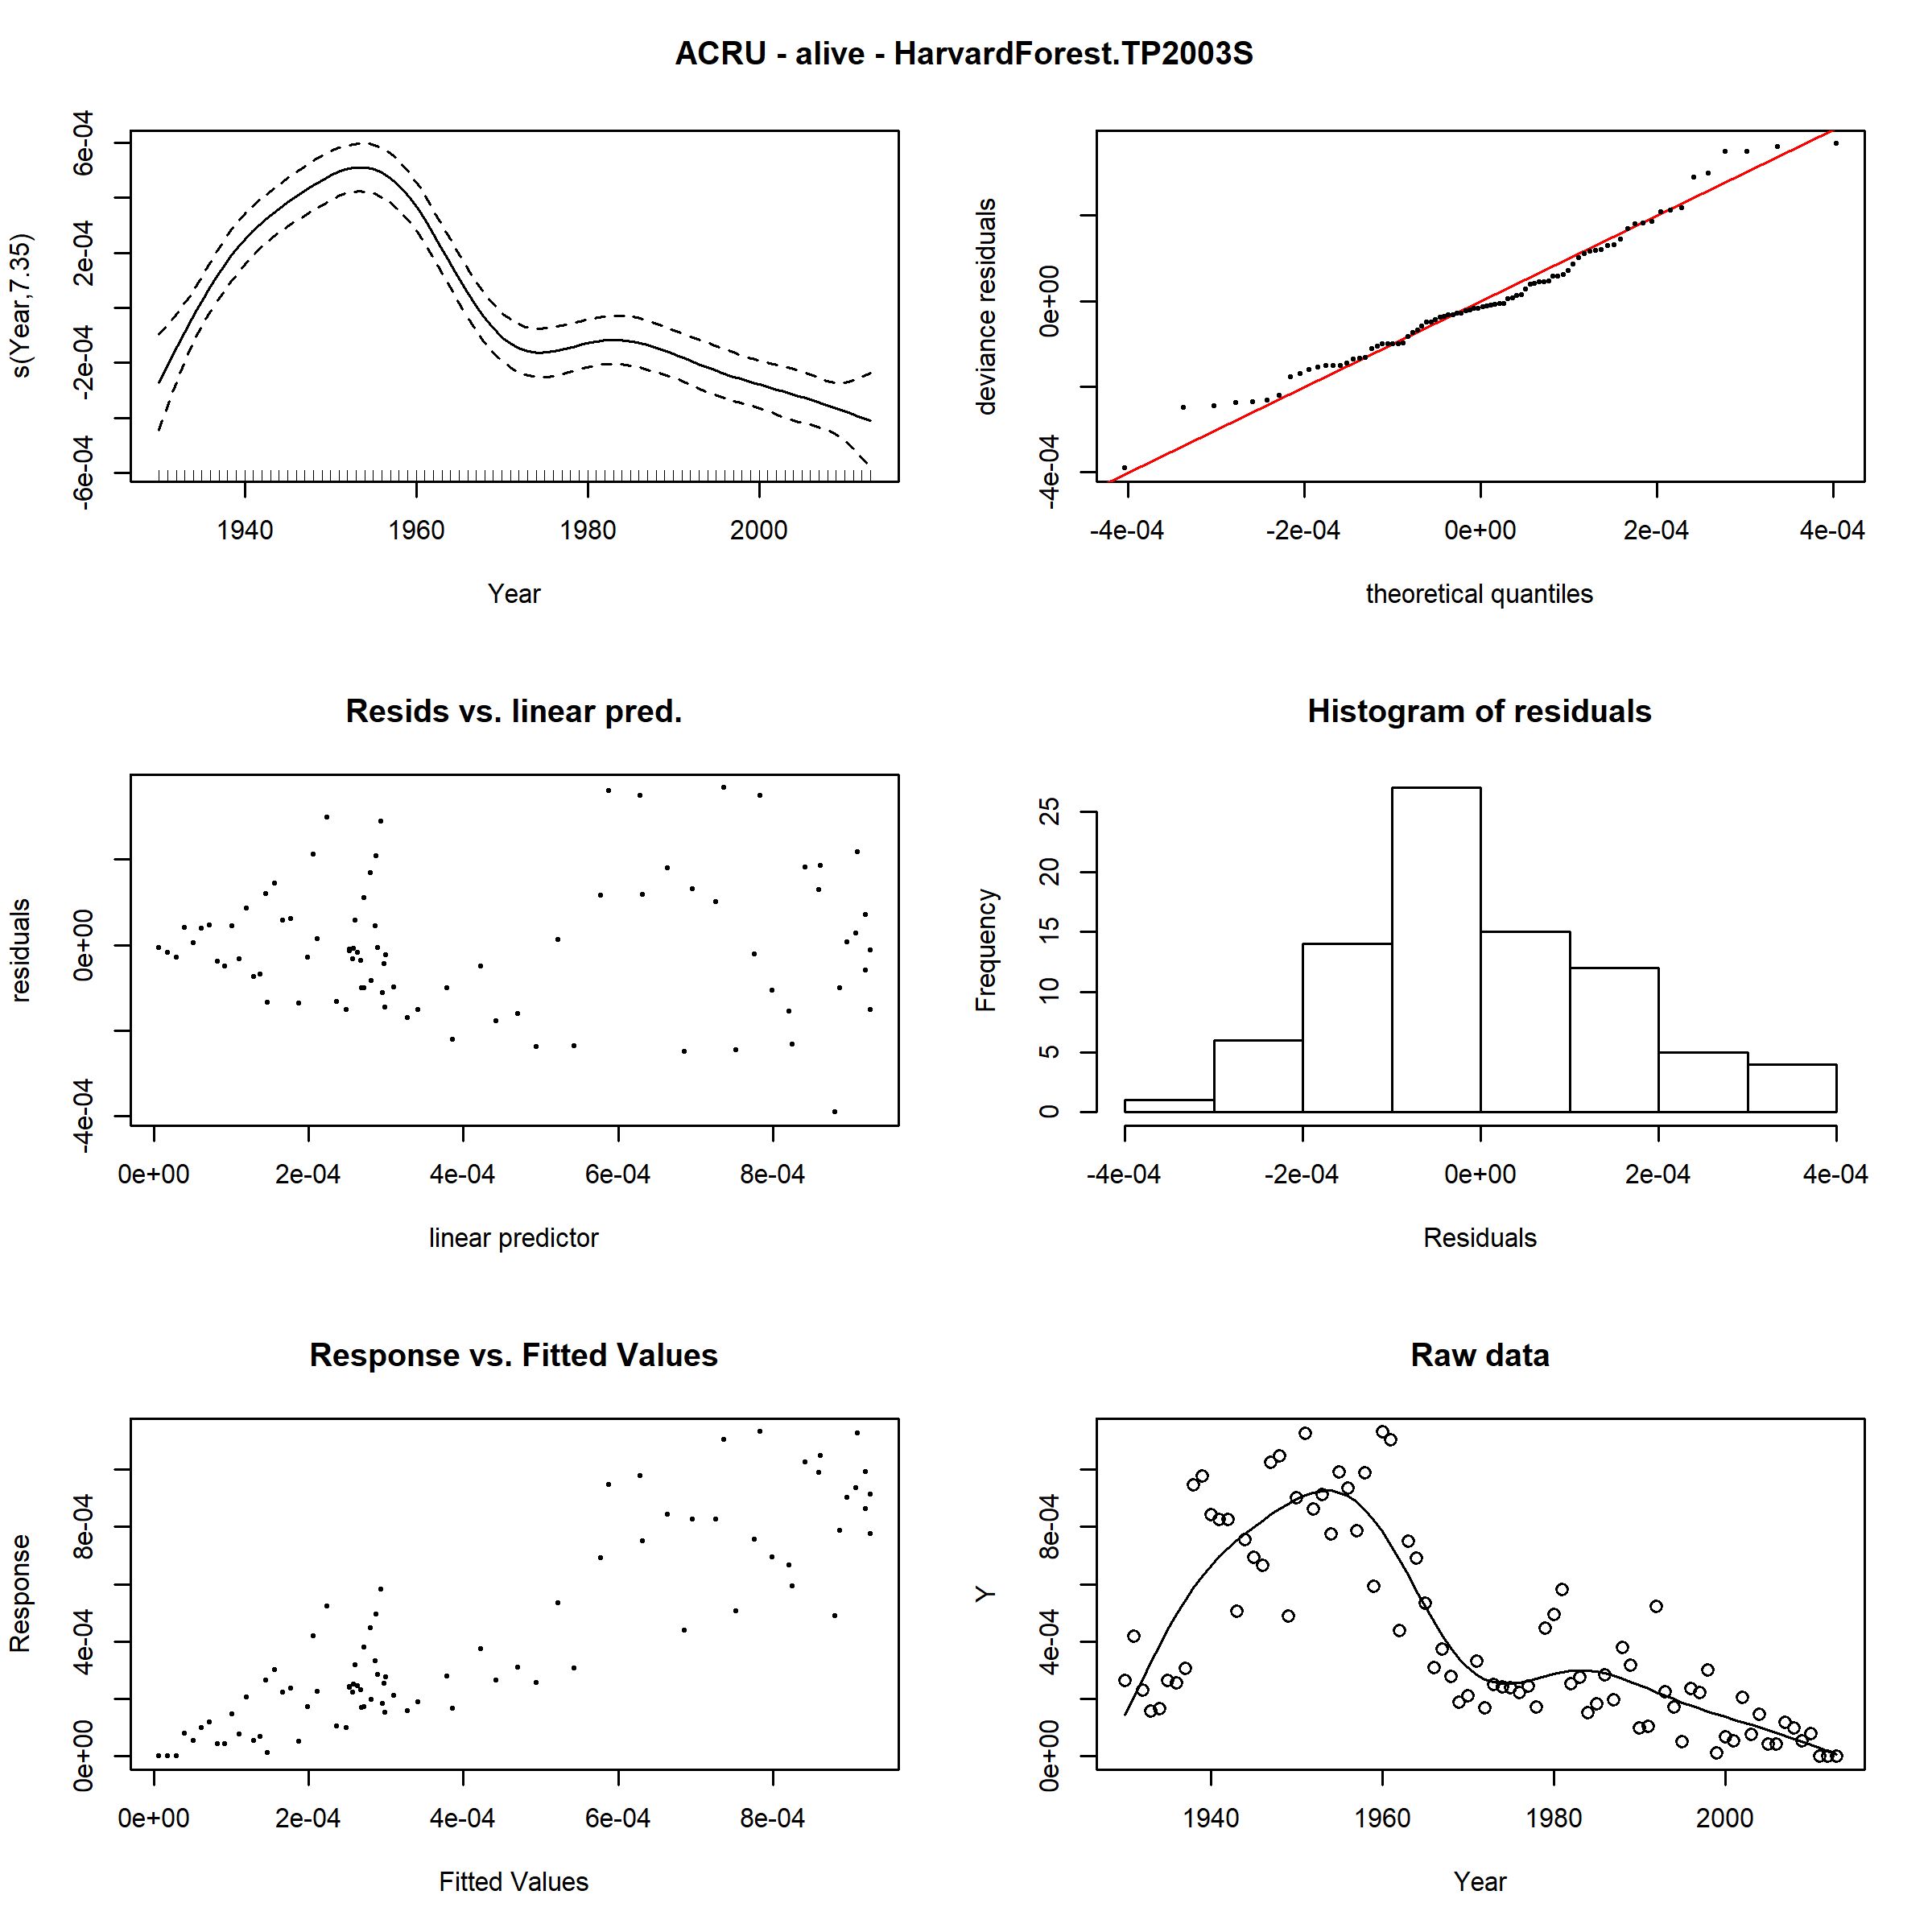 ACRU - alive - HarvardForest.TP2003S
s(Year,7.35)
-6e-04 -2e-04 2e-04 6e-04
1940 1960 1980 2000
Year
deviance residuals
-4e-04 0e+00
-4e-04 -2e-04 0e+00 2e-04 4e-04
theoretical quantiles
Resids vs. linear pred.
residuals
-4e-04 0e+00
0e+00 2e-04 4e-04 6e-04 8e-04
linear predictor
Histogram of residuals
Frequency
0 5 10 15 20 25
-4e-04 -2e-04 0e+00 2e-04 4e-04
Residuals
Response vs. Fitted Values
Response
0e+00 4e-04 8e-04
0e+00 2e-04 4e-04 6e-04 8e-04
Fitted Values
Raw data
Y
0e+00 4e-04 8e-04
1940 1960 1980 2000
Year